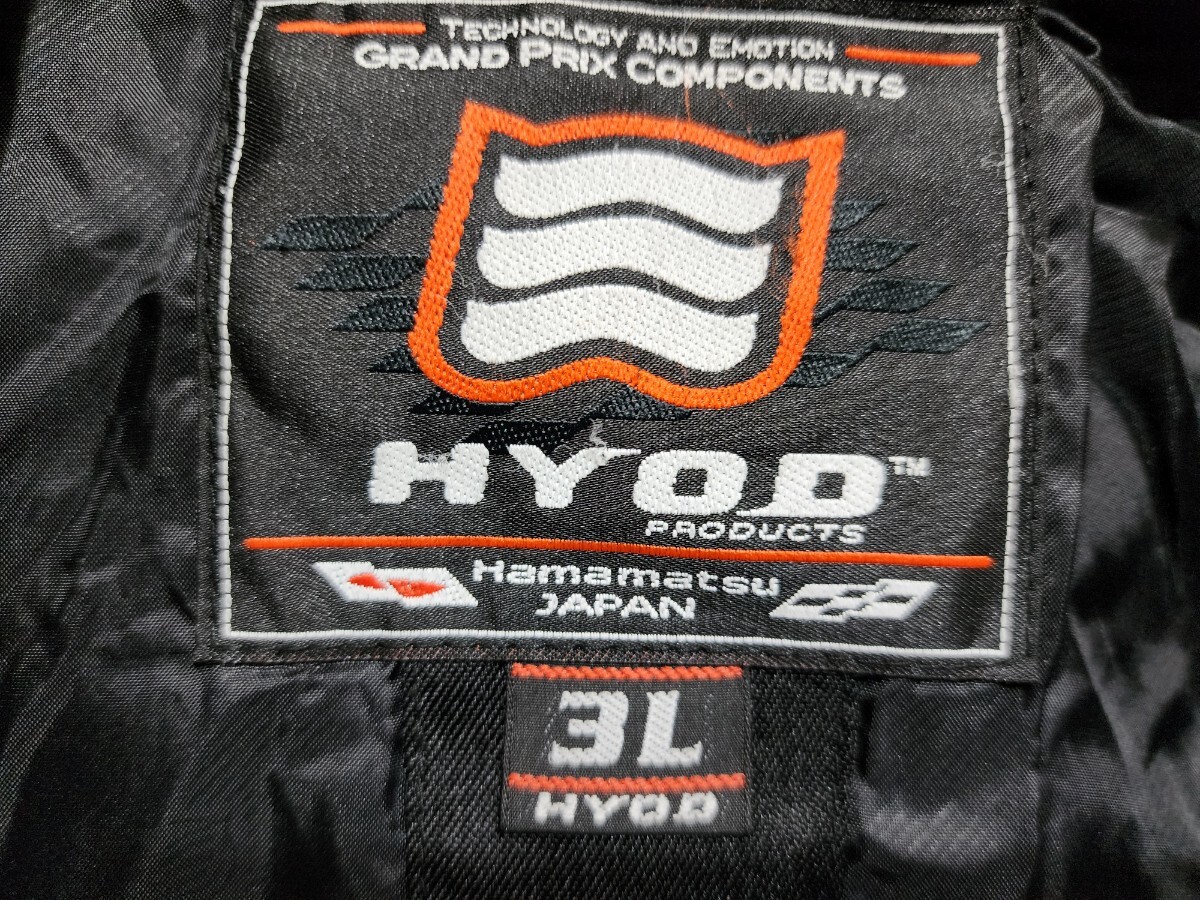 TECHNOLOGY AND EMOTION
GRAND PRIX COMPONENTS
HYOD™
PRODUCTS
Hamamatsu
JAPAN
3L
HYOD